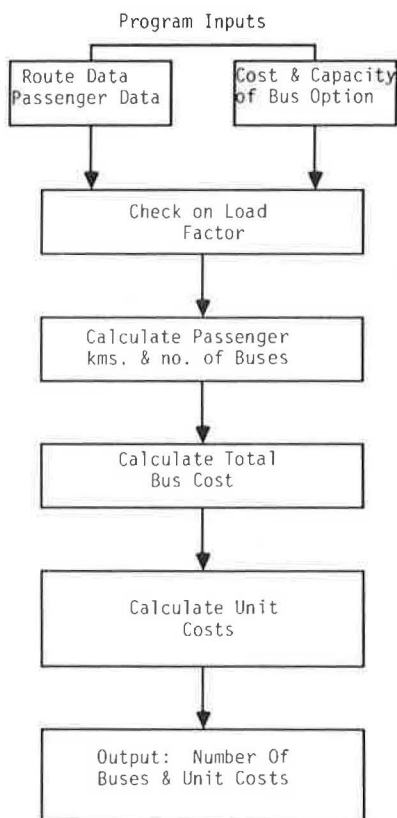 Program Inputs
Route Data
Passenger Data
Cost & Capacity
of Bus Option
Check on Load
Factor
Calculate Passenger
kms. & no. of Buses
Calculate Total
Bus Cost
Calculate Unit
Costs
Output: Number Of
Buses & Unit Costs